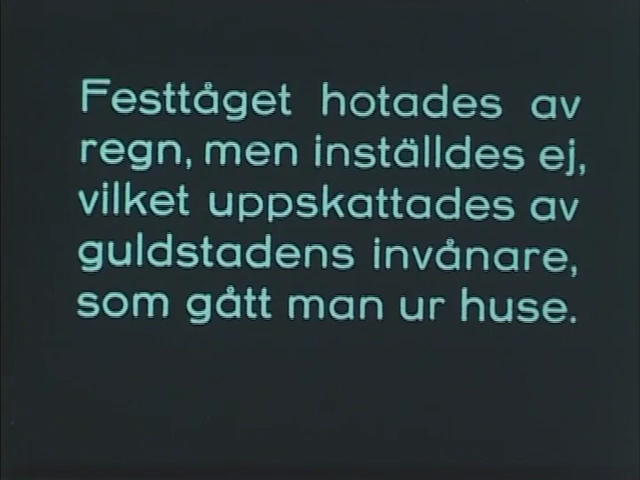 Festtåget hotades av
regn, men inställdes ej,
vilket uppskattades av
guldstadens invånare,
som gått man ur huse.